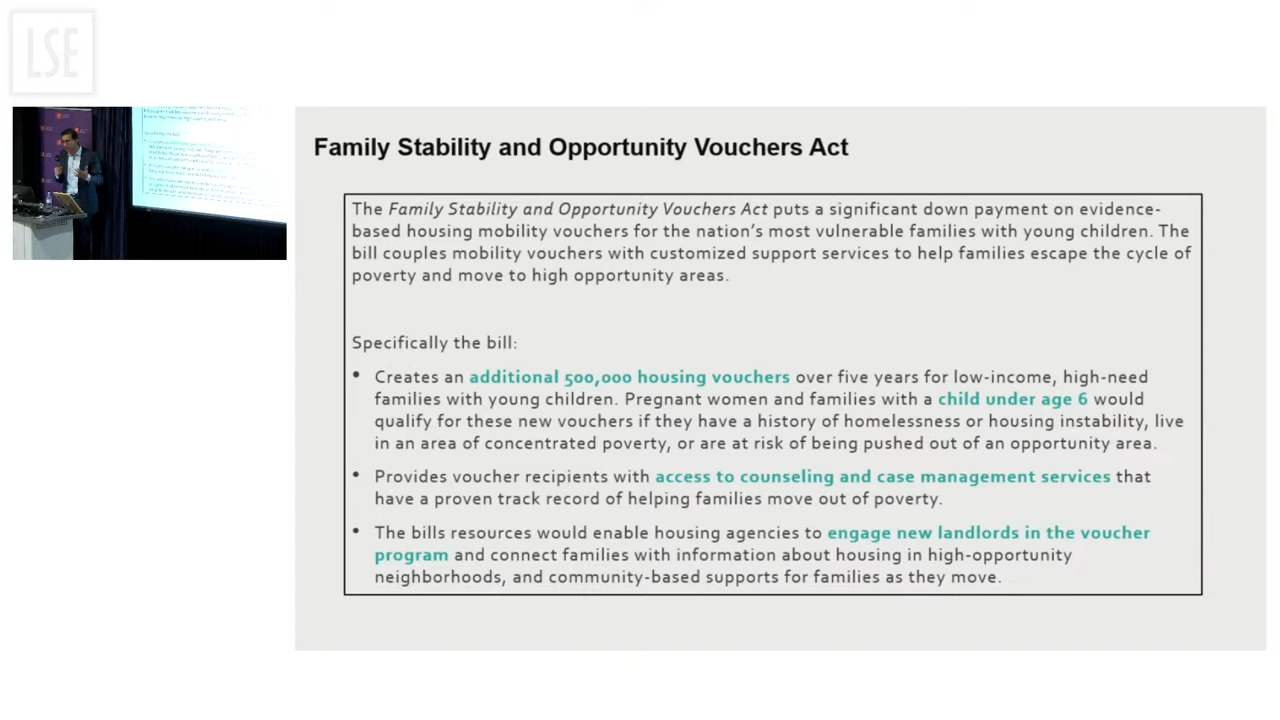 LSE
Family Stability and Opportunity Vouchers Act
The Family Stability and Opportunity Vouchers Act puts a significant down payment on evidence-
based housing mobility vouchers for the nation's most vulnerable families with young children. The
bill couples mobility vouchers with customized support services to help families escape the cycle of
poverty and move to high opportunity areas.
Specifically the bill:
• Creates an additional 500,000 housing vouchers over five years for low-income, high-need
families with young children. Pregnant women and families with a child under age 6 would
qualify for these new vouchers if they have a history of homelessness or housing instability, live
in an area of concentrated poverty, or are at risk of being pushed out of an opportunity area.
• Provides voucher recipients with access to counseling and case management services that
have a proven track record of helping families move out of poverty.
• The bills resources would enable housing agencies to engage new landlords in the voucher
program and connect families with information about housing in high-opportunity
neighborhoods, and community-based supports for families as they move.